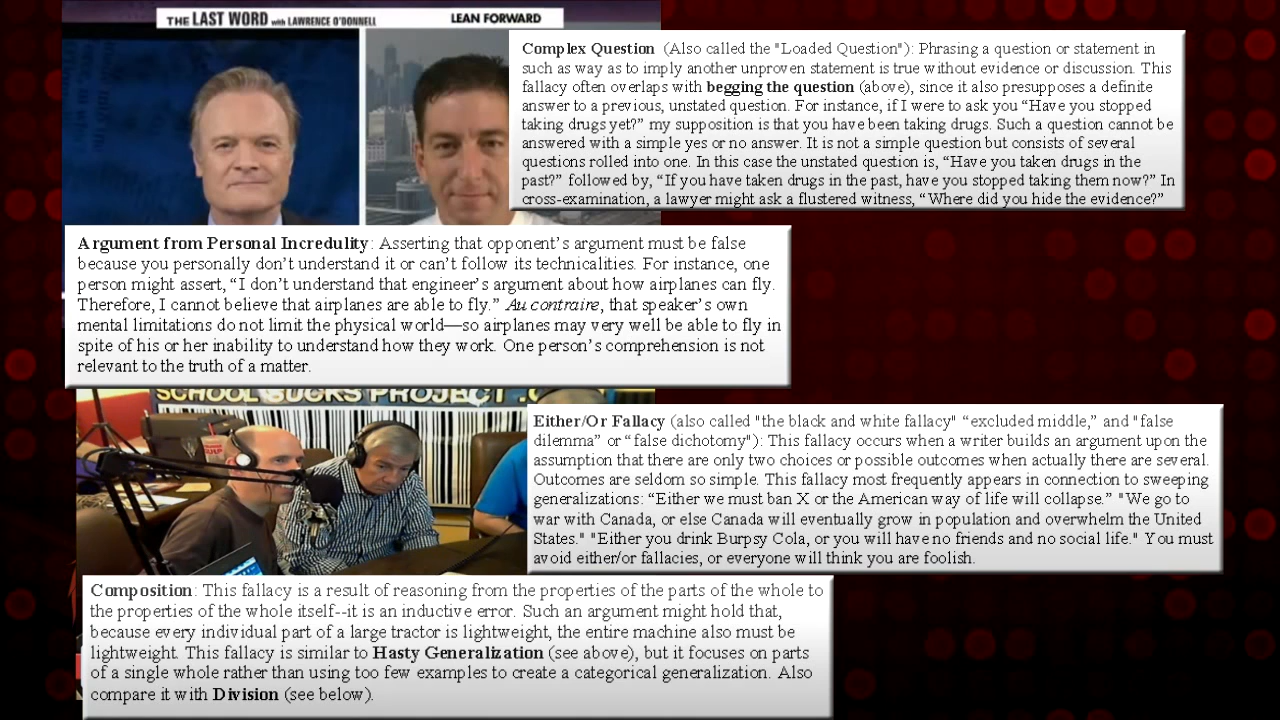 THE LAST WORD with LAWRENCE O'DONNELL LEAN FORWARD
Complex Question (Also called the "Loaded Question"): Phrasing a question or statement in
such as way as to imply another unproven statement is true without evidence or discussion. This
fallacy often overlaps with begging the question (above), since it also presupposes a definite
answer to a previous, unstated question. For instance, if I were to ask you “Have you stopped
taking drugs yet?” my supposition is that you have been taking drugs. Such a question cannot be
answered with a simple yes or no answer. It is not a simple question but consists of several
questions rolled into one. In this case the unstated question is, “Have you taken drugs in the
past?” followed by, “If you have taken drugs in the past, have you stopped taking them now?” In
cross-examination, a lawyer might ask a flustered witness, “Where did you hide the evidence?”
Argument from Personal Incredulity: Asserting that opponent’s argument must be false
because you personally don’t understand it or can’t follow its technicalities. For instance, one
person might assert, “I don’t understand that engineer’s argument about how airplanes can fly.
Therefore, I cannot believe that airplanes are able to fly.” Au contraire, that speaker’s own
mental limitations do not limit the physical world—so airplanes may very well be able to fly in
spite of his or her inability to understand how they work. One person’s comprehension is not
relevant to the truth of a matter.
SCHOOL SUCKS PROJECT
Either/Or Fallacy (also called "the black and white fallacy" “excluded middle,” and "false
dilemma” or “false dichotomy"): This fallacy occurs when a writer builds an argument upon the
assumption that there are only two choices or possible outcomes when actually there are several.
Outcomes are seldom so simple. This fallacy most frequently appears in connection to sweeping
generalizations: “Either we must ban X or the American way of life will collapse.” "We go to
war with Canada, or else Canada will eventually grow in population and overwhelm the United
States." "Either you drink Burpsy Cola, or you will have no friends and no social life." You must
avoid either/or fallacies, or everyone will think you are foolish.
Composition: This fallacy is a result of reasoning from the properties of the parts of the whole to
the properties of the whole itself--it is an inductive error. Such an argument might hold that,
because every individual part of a large tractor is lightweight, the entire machine also must be
lightweight. This fallacy is similar to Hasty Generalization (see above), but it focuses on parts
of a single whole rather than using too few examples to create a categorical generalization. Also
compare it with Division (see below).